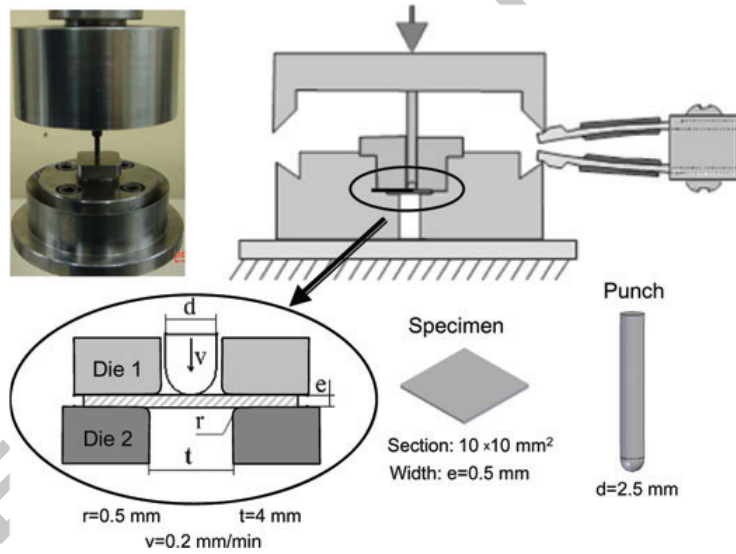 Punch
d
v
Specimen
Die 1
e
r
Die 2
t
Section: 10 ×10 mm²
Width: e=0.5 mm
d=2.5 mm
r=0.5 mm t=4 mm
v=0.2 mm/min